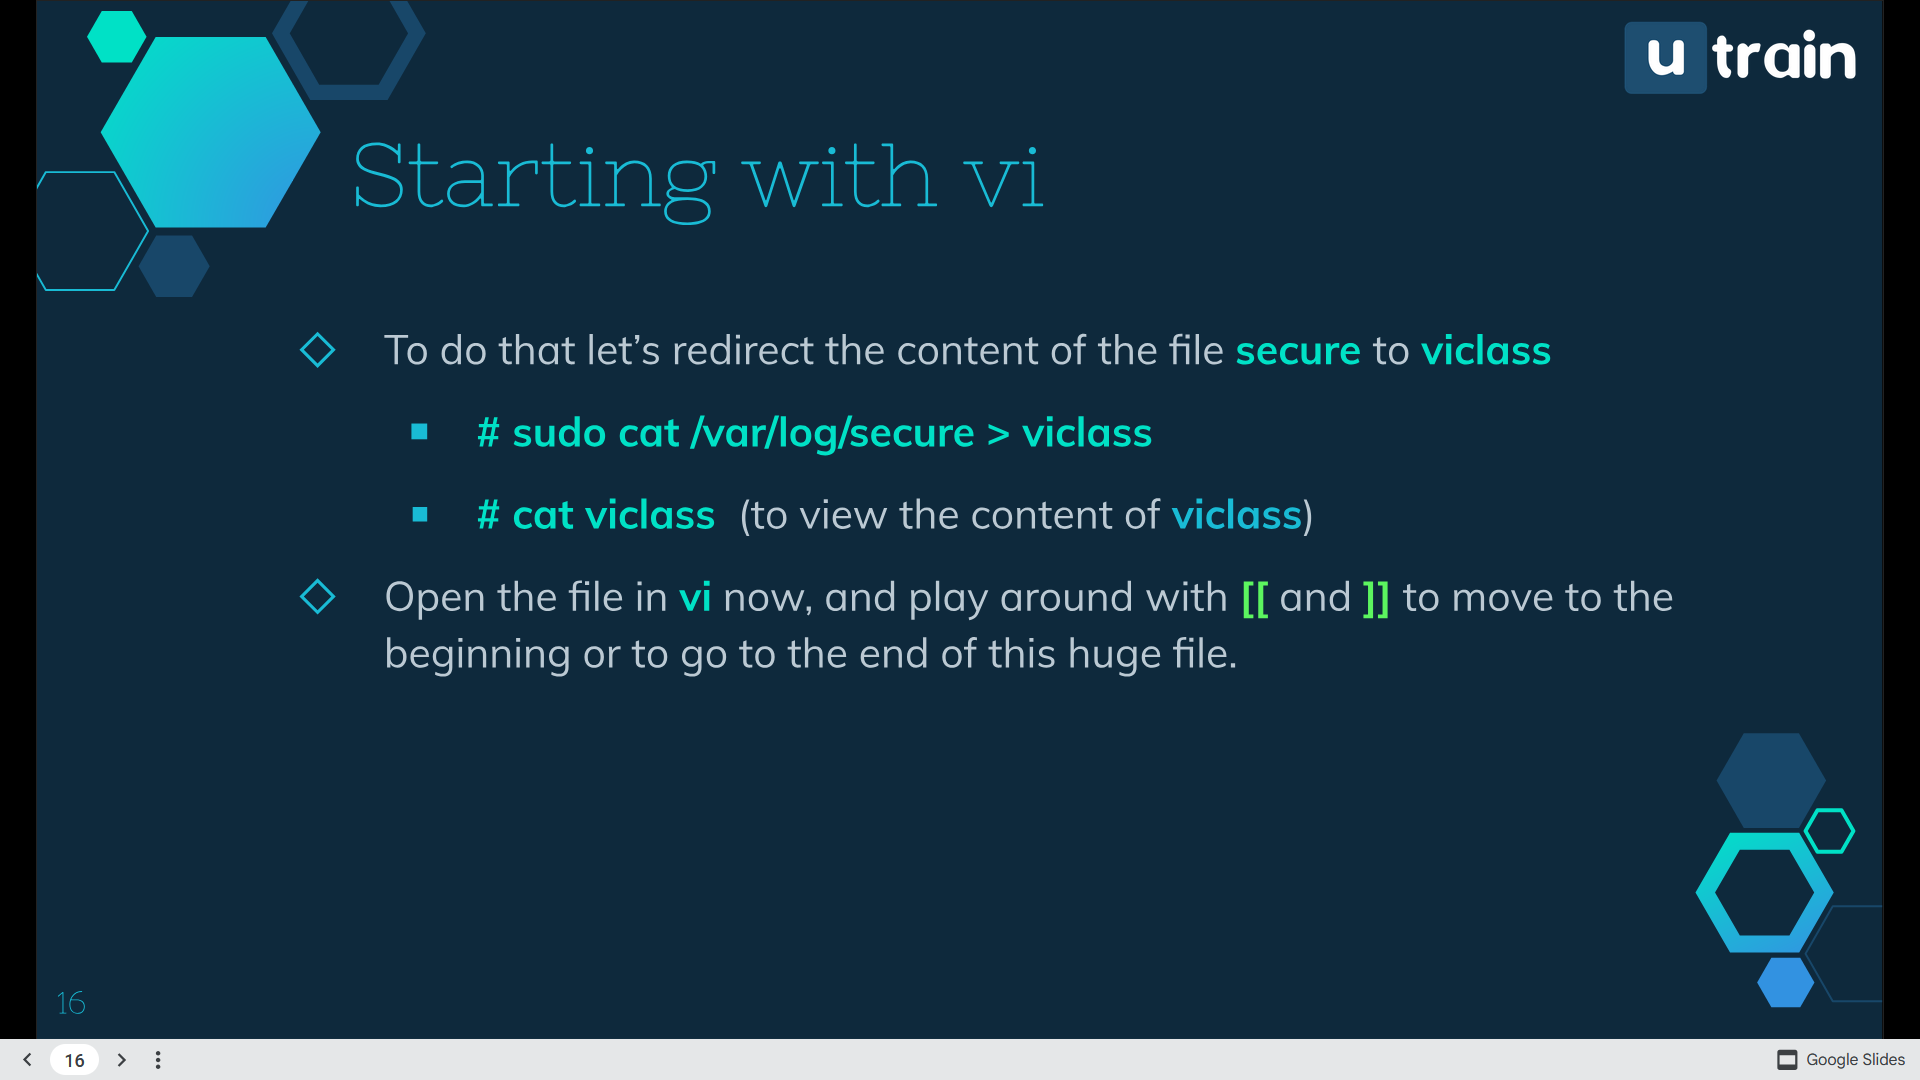 u train
Starting with vi
To do that let’s redirect the content of the file secure to viclass
# sudo cat /var/log/secure > viclass
# cat viclass (to view the content of viclass)
Open the file in vi now, and play around with [[ and ]] to move to the
beginning or to go to the end of this huge file.
16
16
Google Slides